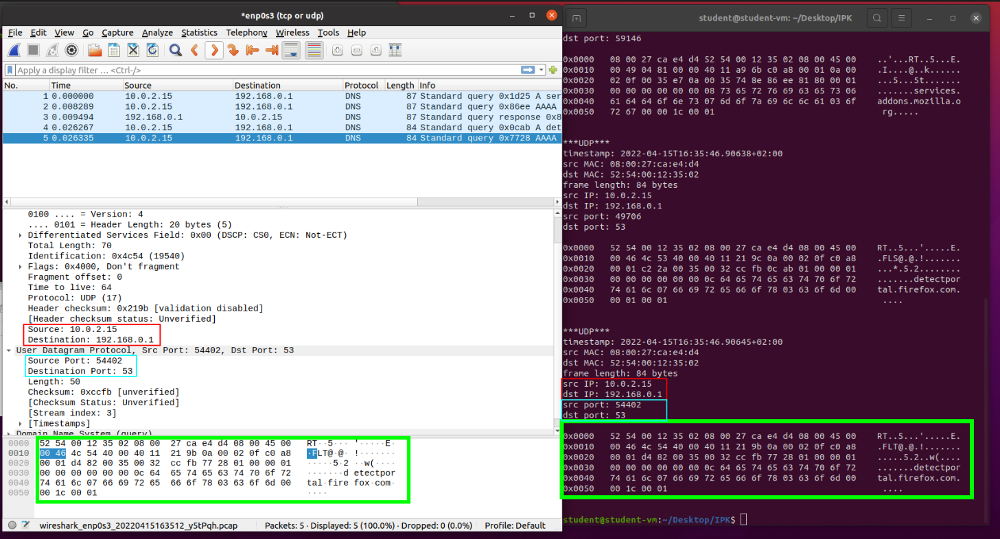 *enp0s3 (tcp or udp)
File Edit View Go Capture Analyze Statistics Telephony Wireless Tools Help
Apply a display filter … <Ctrl-/>
No. Time Source Destination Protocol Length Info
1 0.000000 10.0.2.15 192.168.0.1 DNS 87 Standard query 0x1d25 A ser
2 0.008289 10.0.2.15 192.168.0.1 DNS 87 Standard query 0x86ee AAAA
3 0.009494 192.168.0.1 10.0.2.15 DNS 87 Standard query response 0x8
4 0.026267 10.0.2.15 192.168.0.1 DNS 84 Standard query 0x0cab A det
5 0.026335 10.0.2.15 192.168.0.1 DNS 84 Standard query 0x7728 AAAA
0100 .... = Version: 4
.... 0101 = Header Length: 20 bytes (5)
Differentiated Services Field: 0x00 (DSCP: CS0, ECN: Not-ECT)
Total Length: 70
Identification: 0x4c54 (19540)
Flags: 0x4000, Don't fragment
Fragment offset: 0
Time to live: 64
Protocol: UDP (17)
Header checksum: 0x219b [validation disabled]
[Header checksum status: Unverified]
Source: 10.0.2.15
Destination: 192.168.0.1
User Datagram Protocol, Src Port: 54402, Dst Port: 53
Source Port: 54402
Destination Port: 53
Length: 50
Checksum: 0xccfb [unverified]
[Checksum Status: Unverified]
[Stream index: 3]
[Timestamps]
Domain Name System (query)
0000 52 54 00 12 35 02 08 00 27 ca e4 d4 08 00 45 00 RT··5··· '·····E·
0010 00 46 4c 54 40 00 40 11 21 9b 0a 00 02 0f c0 a8 ·FLT@·@· !·······
0020 00 01 d4 82 00 35 00 32 cc fb 77 28 01 00 00 01 ·····5·2 ··w(····
0030 00 00 00 00 00 00 0c 64 65 74 65 63 74 70 6f 72 ·······d etectpor
0040 74 61 6c 07 66 69 72 65 66 6f 78 03 63 6f 6d 00 tal·fire fox·com·
0050 00 1c 00 01 ····
wireshark_enp0s3_20220415163512_y5tPqh.pcap Packets: 5 · Displayed: 5 (100.0%) · Dropped: 0 (0.0%) Profile: Default
student@student-vm: ~/Desktop/IPK
dst port: 59146
0x0000 08 00 27 ca e4 d4 52 54 00 12 35 02 08 00 45 00 ..'...RT..5...E.
0x0010 00 49 04 81 00 00 40 11 a9 6b c0 a8 00 01 0a 00 .I....@..k......
0x0020 02 0f 00 35 e7 0a 00 35 74 8e 86 ee 81 80 00 01 ...5...5t.......
0x0030 00 00 00 00 00 00 08 73 65 72 76 69 63 65 73 06 .......services.
0x0040 61 64 64 6f 6e 73 07 6d 6f 7a 69 6c 6c 61 03 6f addons.mozilla.o
0x0050 72 67 00 00 1c 00 01 rg.....
***UDP***
timestamp: 2022-04-15T16:35:46.90638+02:00
src MAC: 08:00:27:ca:e4:d4
dst MAC: 52:54:00:12:35:02
frame length: 84 bytes
src IP: 10.0.2.15
dst IP: 192.168.0.1
src port: 49706
dst port: 53
0x0000 52 54 00 12 35 02 08 00 27 ca e4 d4 08 00 45 00 RT..5...'.....E.
0x0010 00 46 4c 53 40 00 40 11 21 9c 0a 00 02 0f c0 a8 .FLS@.@.!.......
0x0020 00 01 c2 2a 00 35 00 32 cc fb 0c ab 01 00 00 01 ...*.5.2........
0x0030 00 00 00 00 00 00 0c 64 65 74 65 63 74 70 6f 72 .......detectpor
0x0040 74 61 6c 07 66 69 72 65 66 6f 78 03 63 6f 6d 00 tal.firefox.com.
0x0050 00 01 00 01 ....
***UDP***
timestamp: 2022-04-15T16:35:46.90645+02:00
src MAC: 08:00:27:ca:e4:d4
dst MAC: 52:54:00:12:35:02
frame length: 84 bytes
src IP: 10.0.2.15
dst IP: 192.168.0.1
src port: 54402
dst port: 53
0x0000 52 54 00 12 35 02 08 00 27 ca e4 d4 08 00 45 00 RT..5...'.....E.
0x0010 00 46 4c 54 40 00 40 11 21 9b 0a 00 02 0f c0 a8 .FLT@.@.!.......
0x0020 00 01 d4 82 00 35 00 32 cc fb 77 28 01 00 00 01 .....5.2..w(....
0x0030 00 00 00 00 00 00 0c 64 65 74 65 63 74 70 6f 72 .......detectpor
0x0040 74 61 6c 07 66 69 72 65 66 6f 78 03 63 6f 6d 00 tal.firefox.com.
0x0050 00 1c 00 01 ....
student@student-vm:~/Desktop/IPK$